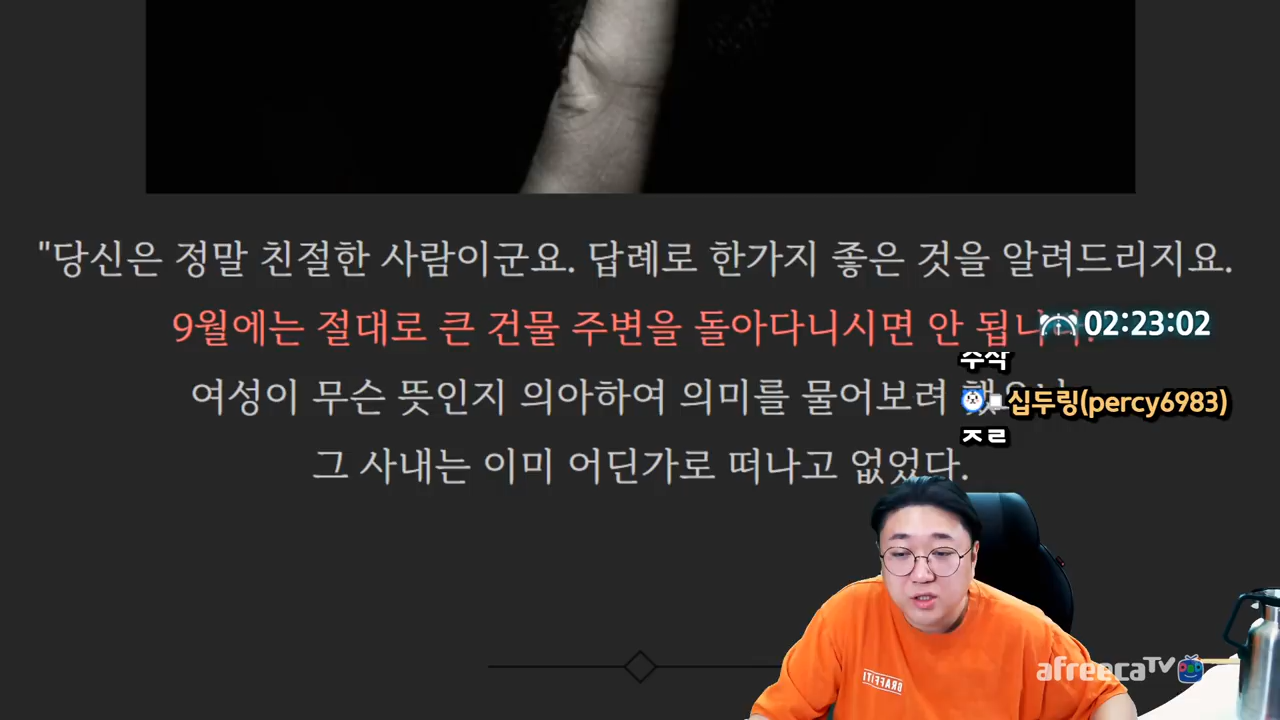 "당신은 정말 친절한 사람이군요. 답례로 한가지 좋은 것을 알려드리지요.
9월에는 절대로 큰 건물 주변을 돌아다니시면 안
02:23:02
여성이 무슨 뜻인지 의아하여 의미를 물어보려
십두링(percy6983)
ㅈㄹ
그 사내는 이미 어딘가로 떠나고 없었다.
GRAFFITI
afreecaTV